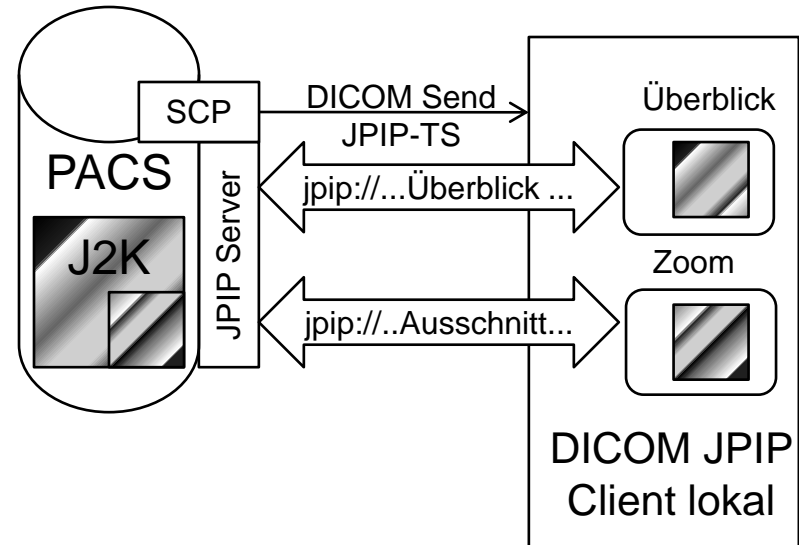 SCP
DICOM Send
JPIP-TS
Überblick
PACS
jpip://...Überblick ...
JPIP Server
J2K
Zoom
jpip://..Ausschnitt...
DICOM JPIP
Client lokal